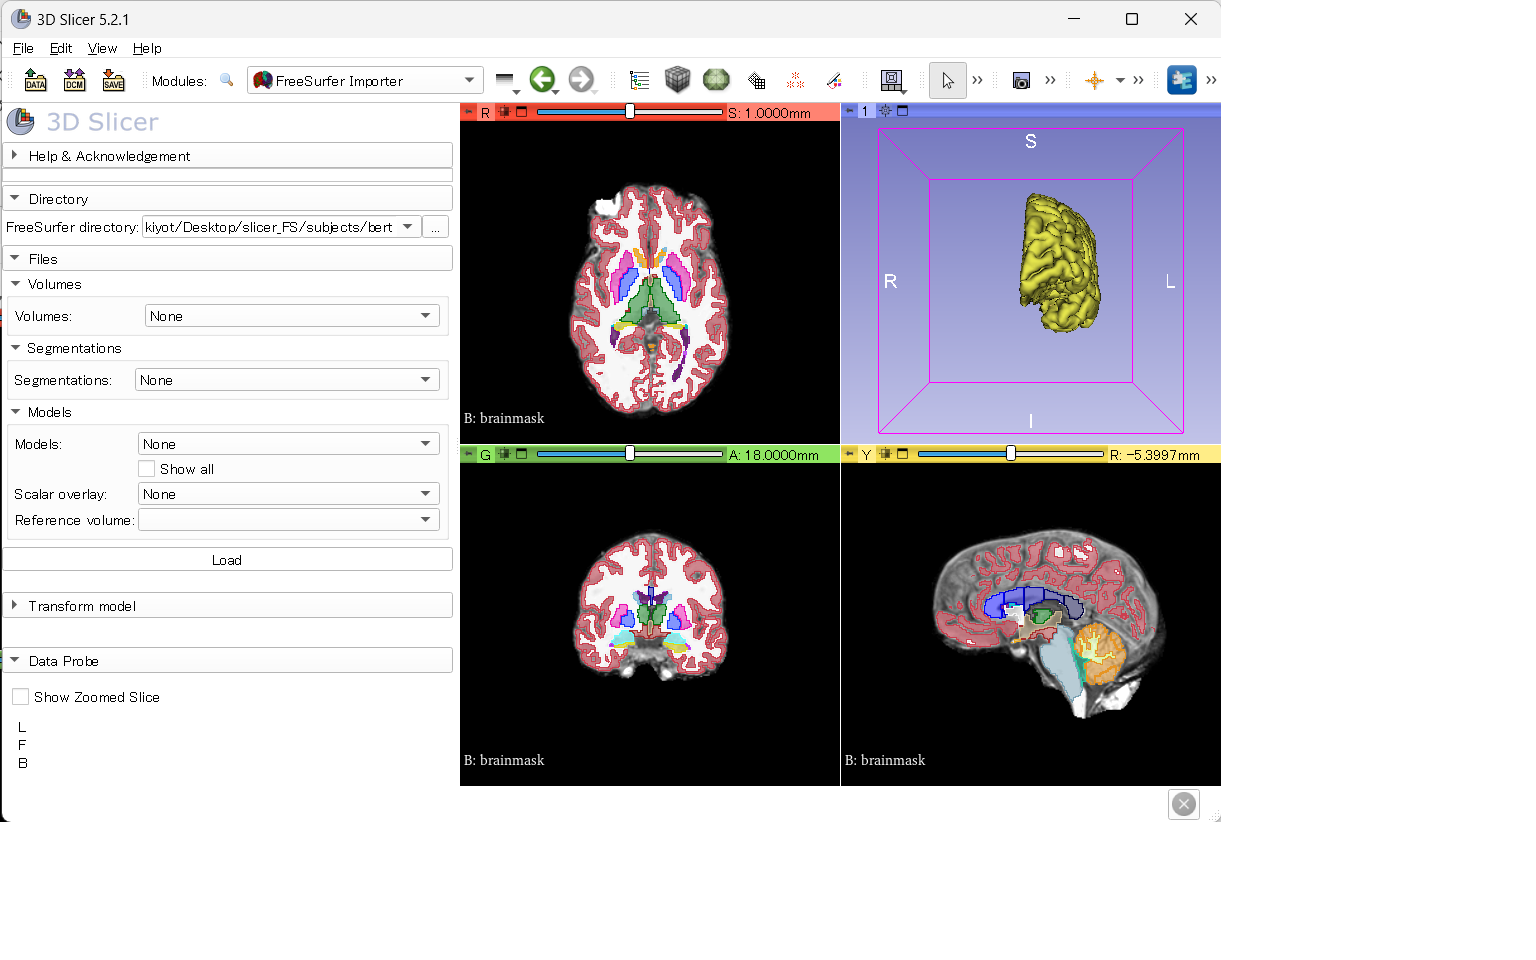 3D Slicer 5.2.1
File Edit View Help
DATA DCM SAVE Modules: FreeSurfer Importer
3D Slicer
Help & Acknowledgement
Directory
FreeSurfer directory: kiyot/Desktop/slicer_FS/subjects/bert ...
Files
Volumes
Volumes: None
Segmentations
Segmentations: None
Models
Models: None
Show all
Scalar overlay: None
Reference volume:
Load
Transform model
Data Probe
Show Zoomed Slice
L
F
B
R S: 1.0000mm
B: brainmask
1
S
R L
I
G A: 18.0000mm
B: brainmask
Y R: -5.3997mm
B: brainmask